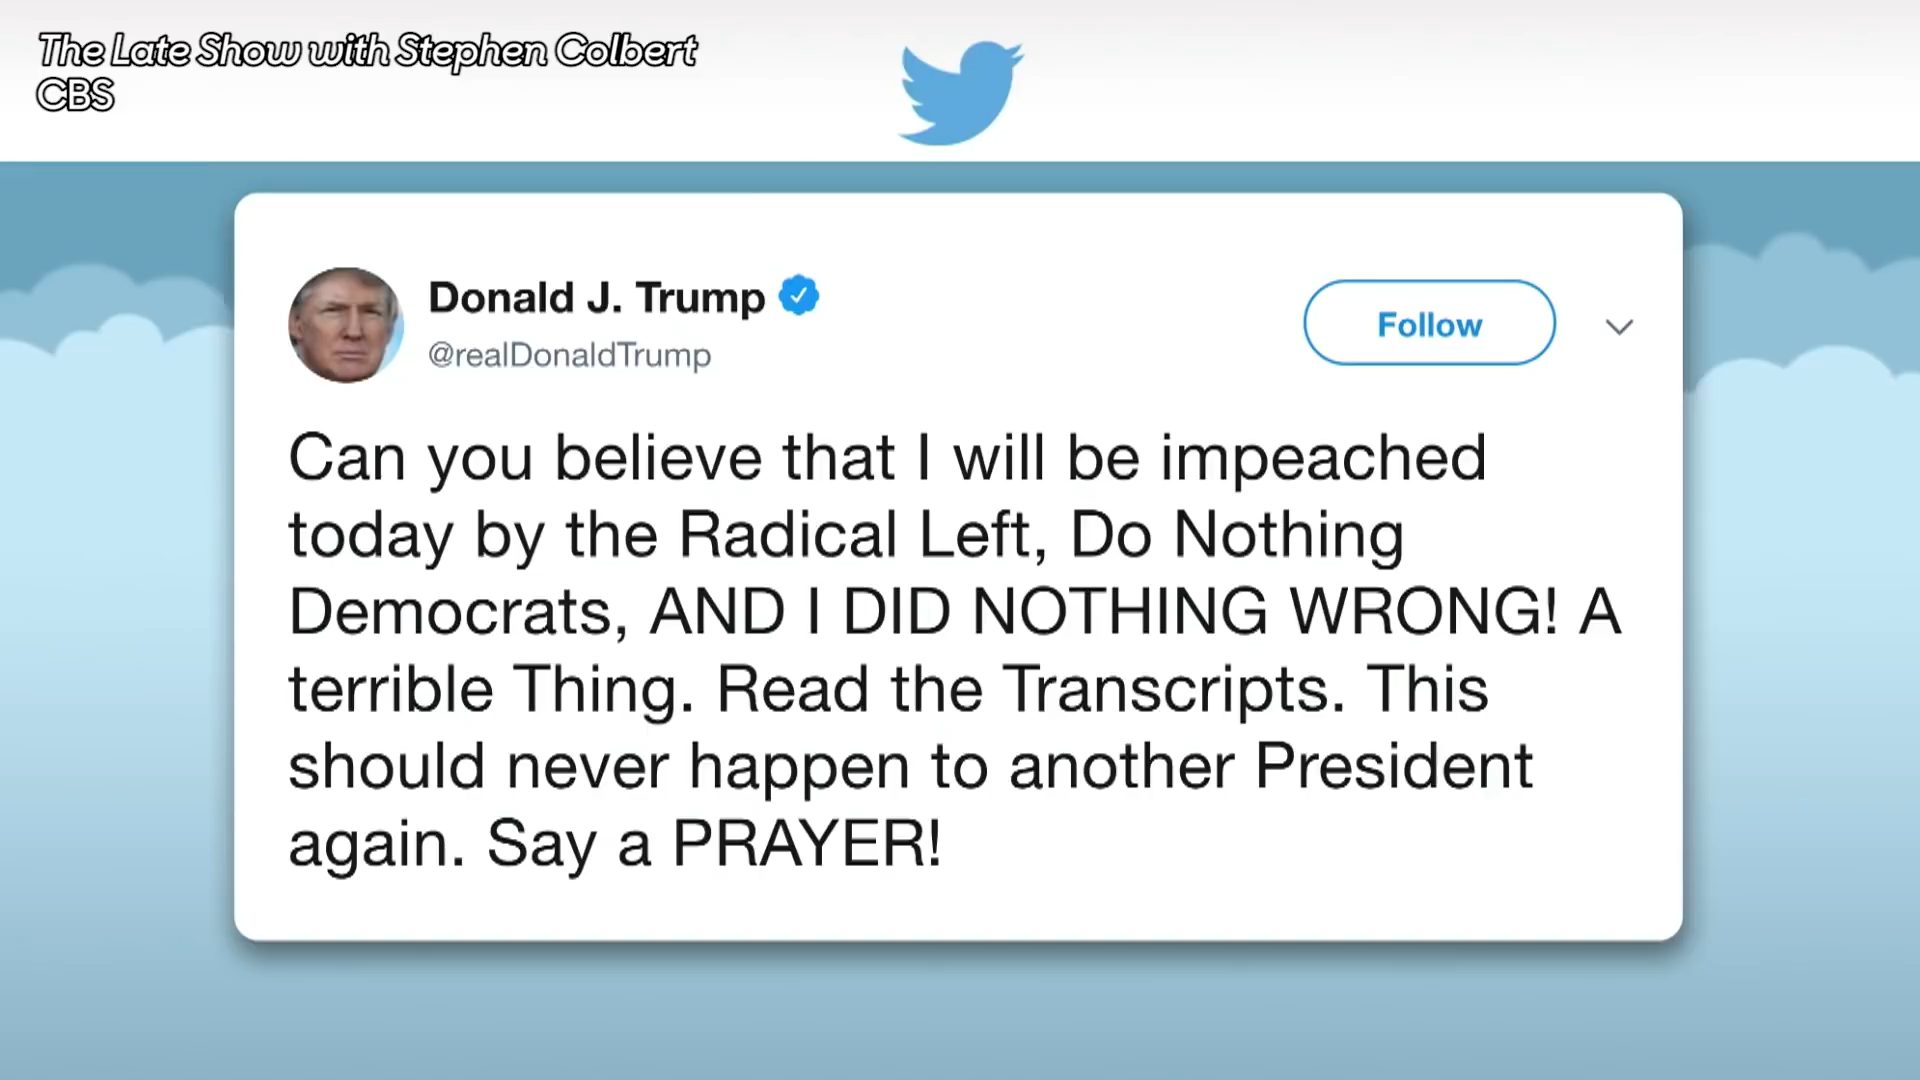 The Late Show with Stephen Colbert
CBS
Donald J. Trump
@realDonaldTrump
Follow
Can you believe that I will be impeached
today by the Radical Left, Do Nothing
Democrats, AND I DID NOTHING WRONG! A
terrible Thing. Read the Transcripts. This
should never happen to another President
again. Say a PRAYER!